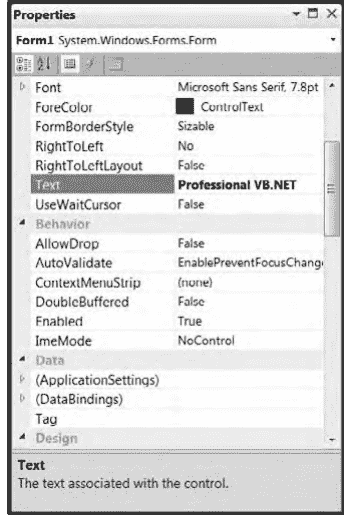 Properties
Form1 System.Windows.Forms.Form
Font Microsoft Sans Serif, 7.8pt
ForeColor ControlText
FormBorderStyle Sizable
RightToLeft No
RightToLeftLayout False
Text Professional VB.NET
UseWaitCursor False
Behavior
AllowDrop False
AutoValidate EnablePreventFocusChang
ContextMenuStrip (none)
DoubleBuffered False
Enabled True
ImeMode NoControl
Data
(ApplicationSettings)
(DataBindings)
Tag
Design
Text
The text associated with the control.